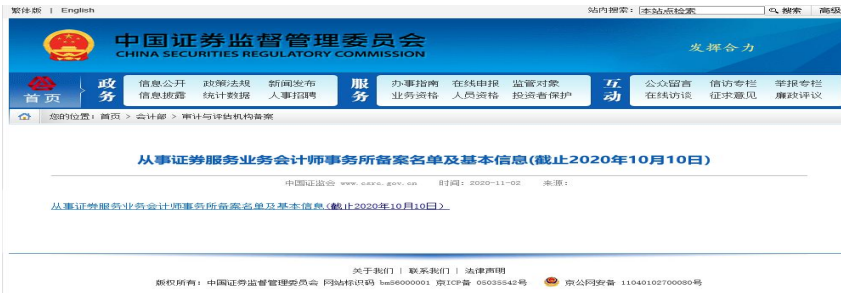 繁体版 | English
站内搜索： 本站点检索 搜索 高级
中国证券监督管理委员会
CHINA SECURITIES REGULATORY COMMISSION
发挥合力
首页
政务
信息公开 政策法规 新闻发布
信息披露 统计数据 人事招聘
服务
办事指南 在线申报 监管对象
业务资格 人员资格 投资者保护
互动
公众留言 信访专栏 举报专栏
在线访谈 征求意见 廉政评议
您的位置：首页 > 会计部 > 审计与评估机构备案
从事证券服务业务会计师事务所备案名单及基本信息(截止2020年10月10日)
中国证监会 www.csrc.gov.cn 时间：2020-11-02 来源：
从事证券服务业务会计师事务所备案名单及基本信息(截止2020年10月10日）
关于我们 | 联系我们 | 法律声明
版权所有：中国证券监督管理委员会 网站标识码 bm56000001 京ICP备 05035542号 京公网安备 11040102700080号